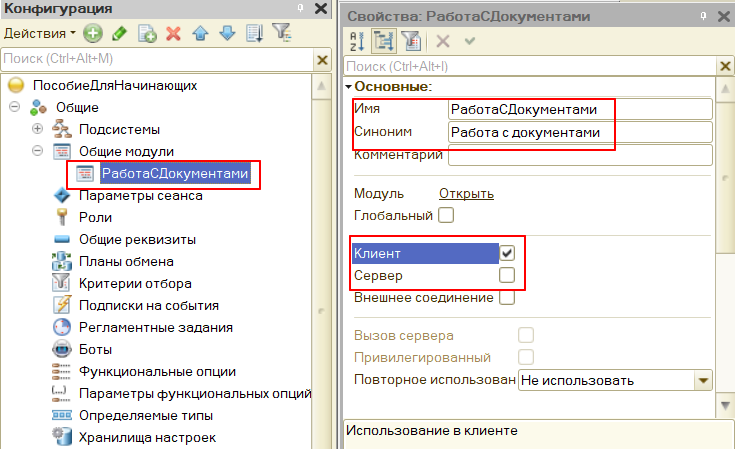 Конфигурация
Действия
Поиск (Ctrl+Alt+M)
ПособиеДляНачинающих
Общие
Подсистемы
Общие модули
РаботаСДокументами
Параметры сеанса
Роли
Общие реквизиты
Планы обмена
Критерии отбора
Подписки на события
Регламентные задания
Боты
Функциональные опции
Параметры функциональных опций
Определяемые типы
Хранилища настроек
Свойства: РаботаСДокументами
Поиск (Ctrl+Alt+I)
Основные:
Имя РаботаСДокументами
Синоним Работа с документами
Комментарий
Модуль Открыть
Глобальный
Клиент
Сервер
Внешнее соединение
Вызов сервера
Привилегированный
Повторное использован Не использовать
Использование в клиенте